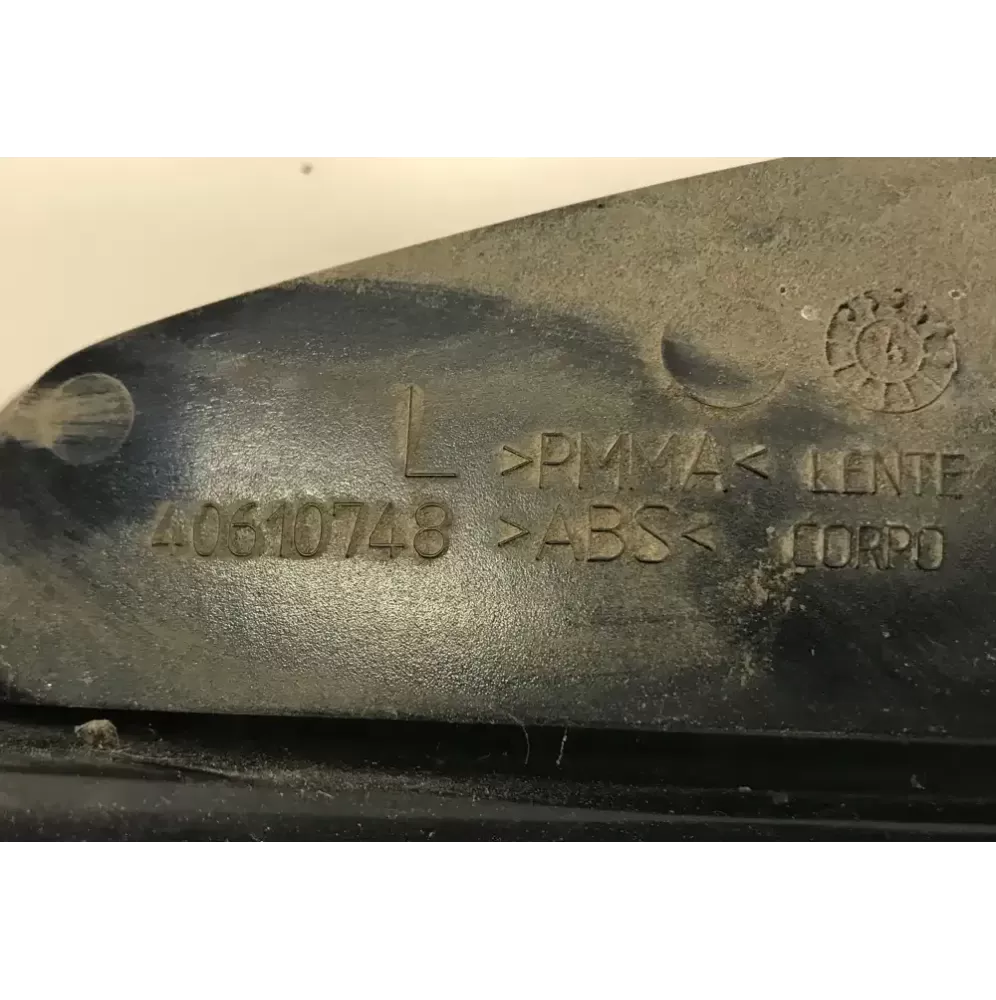 L >PMMA< LENTE
40610748 >ABS< CORPO